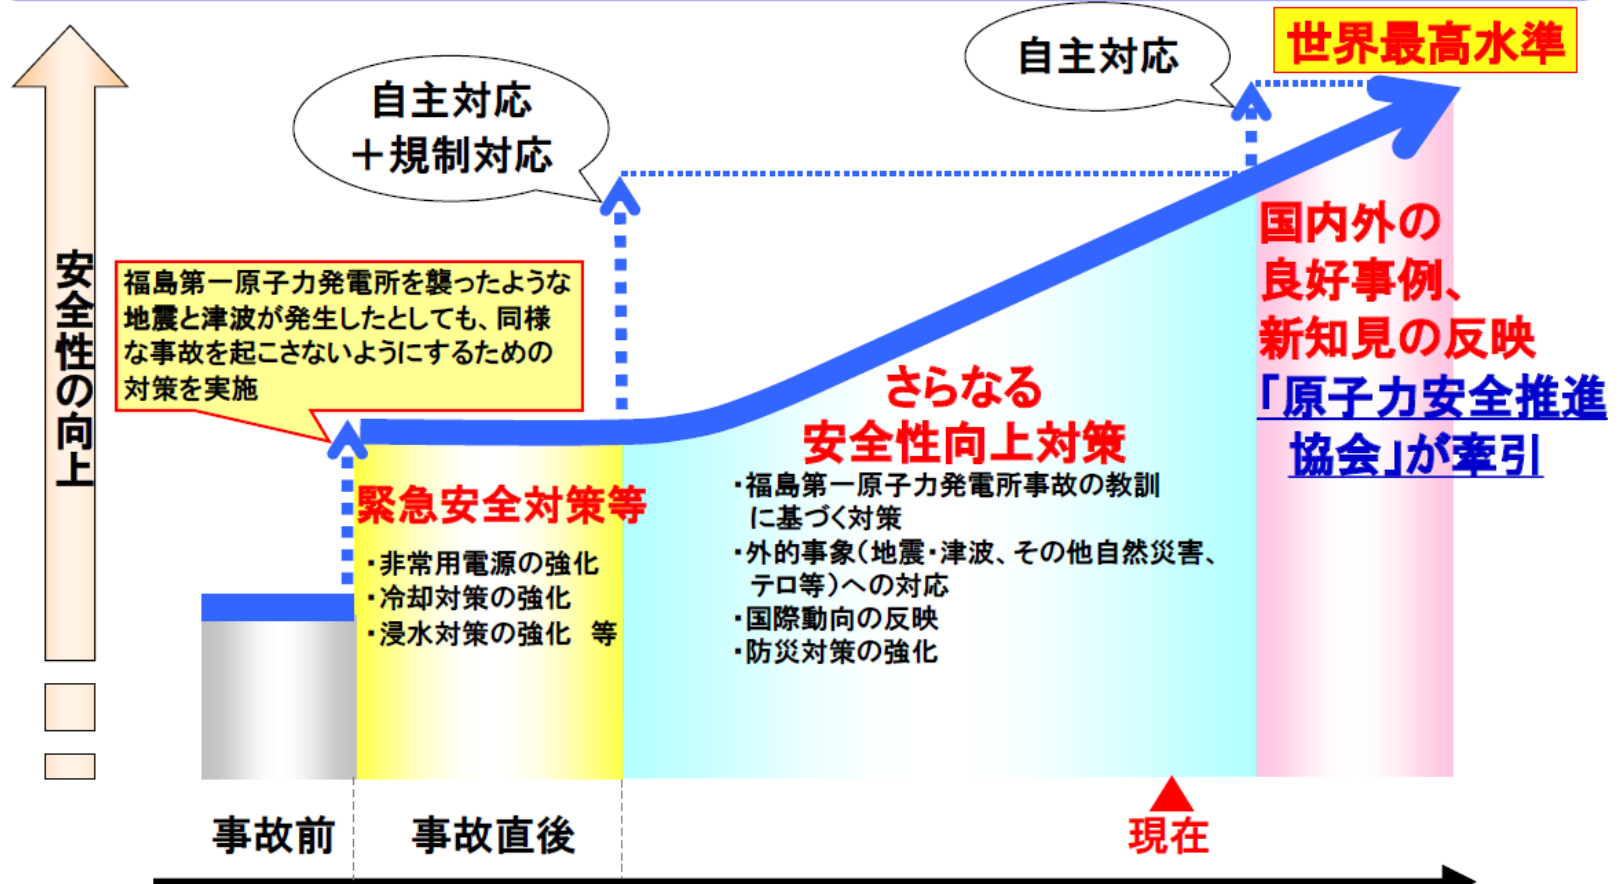 世界最高水準
自主対応
自主対応
＋規制対応
安全性の向上
福島第一原子力発電所を襲ったような
地震と津波が発生したとしても、同様
な事故を起こさないようにするための
対策を実施
国内外の
良好事例、
新知見の反映
「原子力安全推進
協会」が牽引
さらなる
安全性向上対策
・福島第一原子力発電所事故の教訓
に基づく対策
・外的事象（地震・津波、その他自然災害、
テロ等）への対応
・国際動向の反映
・防災対策の強化
緊急安全対策等
・非常用電源の強化
・冷却対策の強化
・浸水対策の強化　等
事故前
事故直後
現在